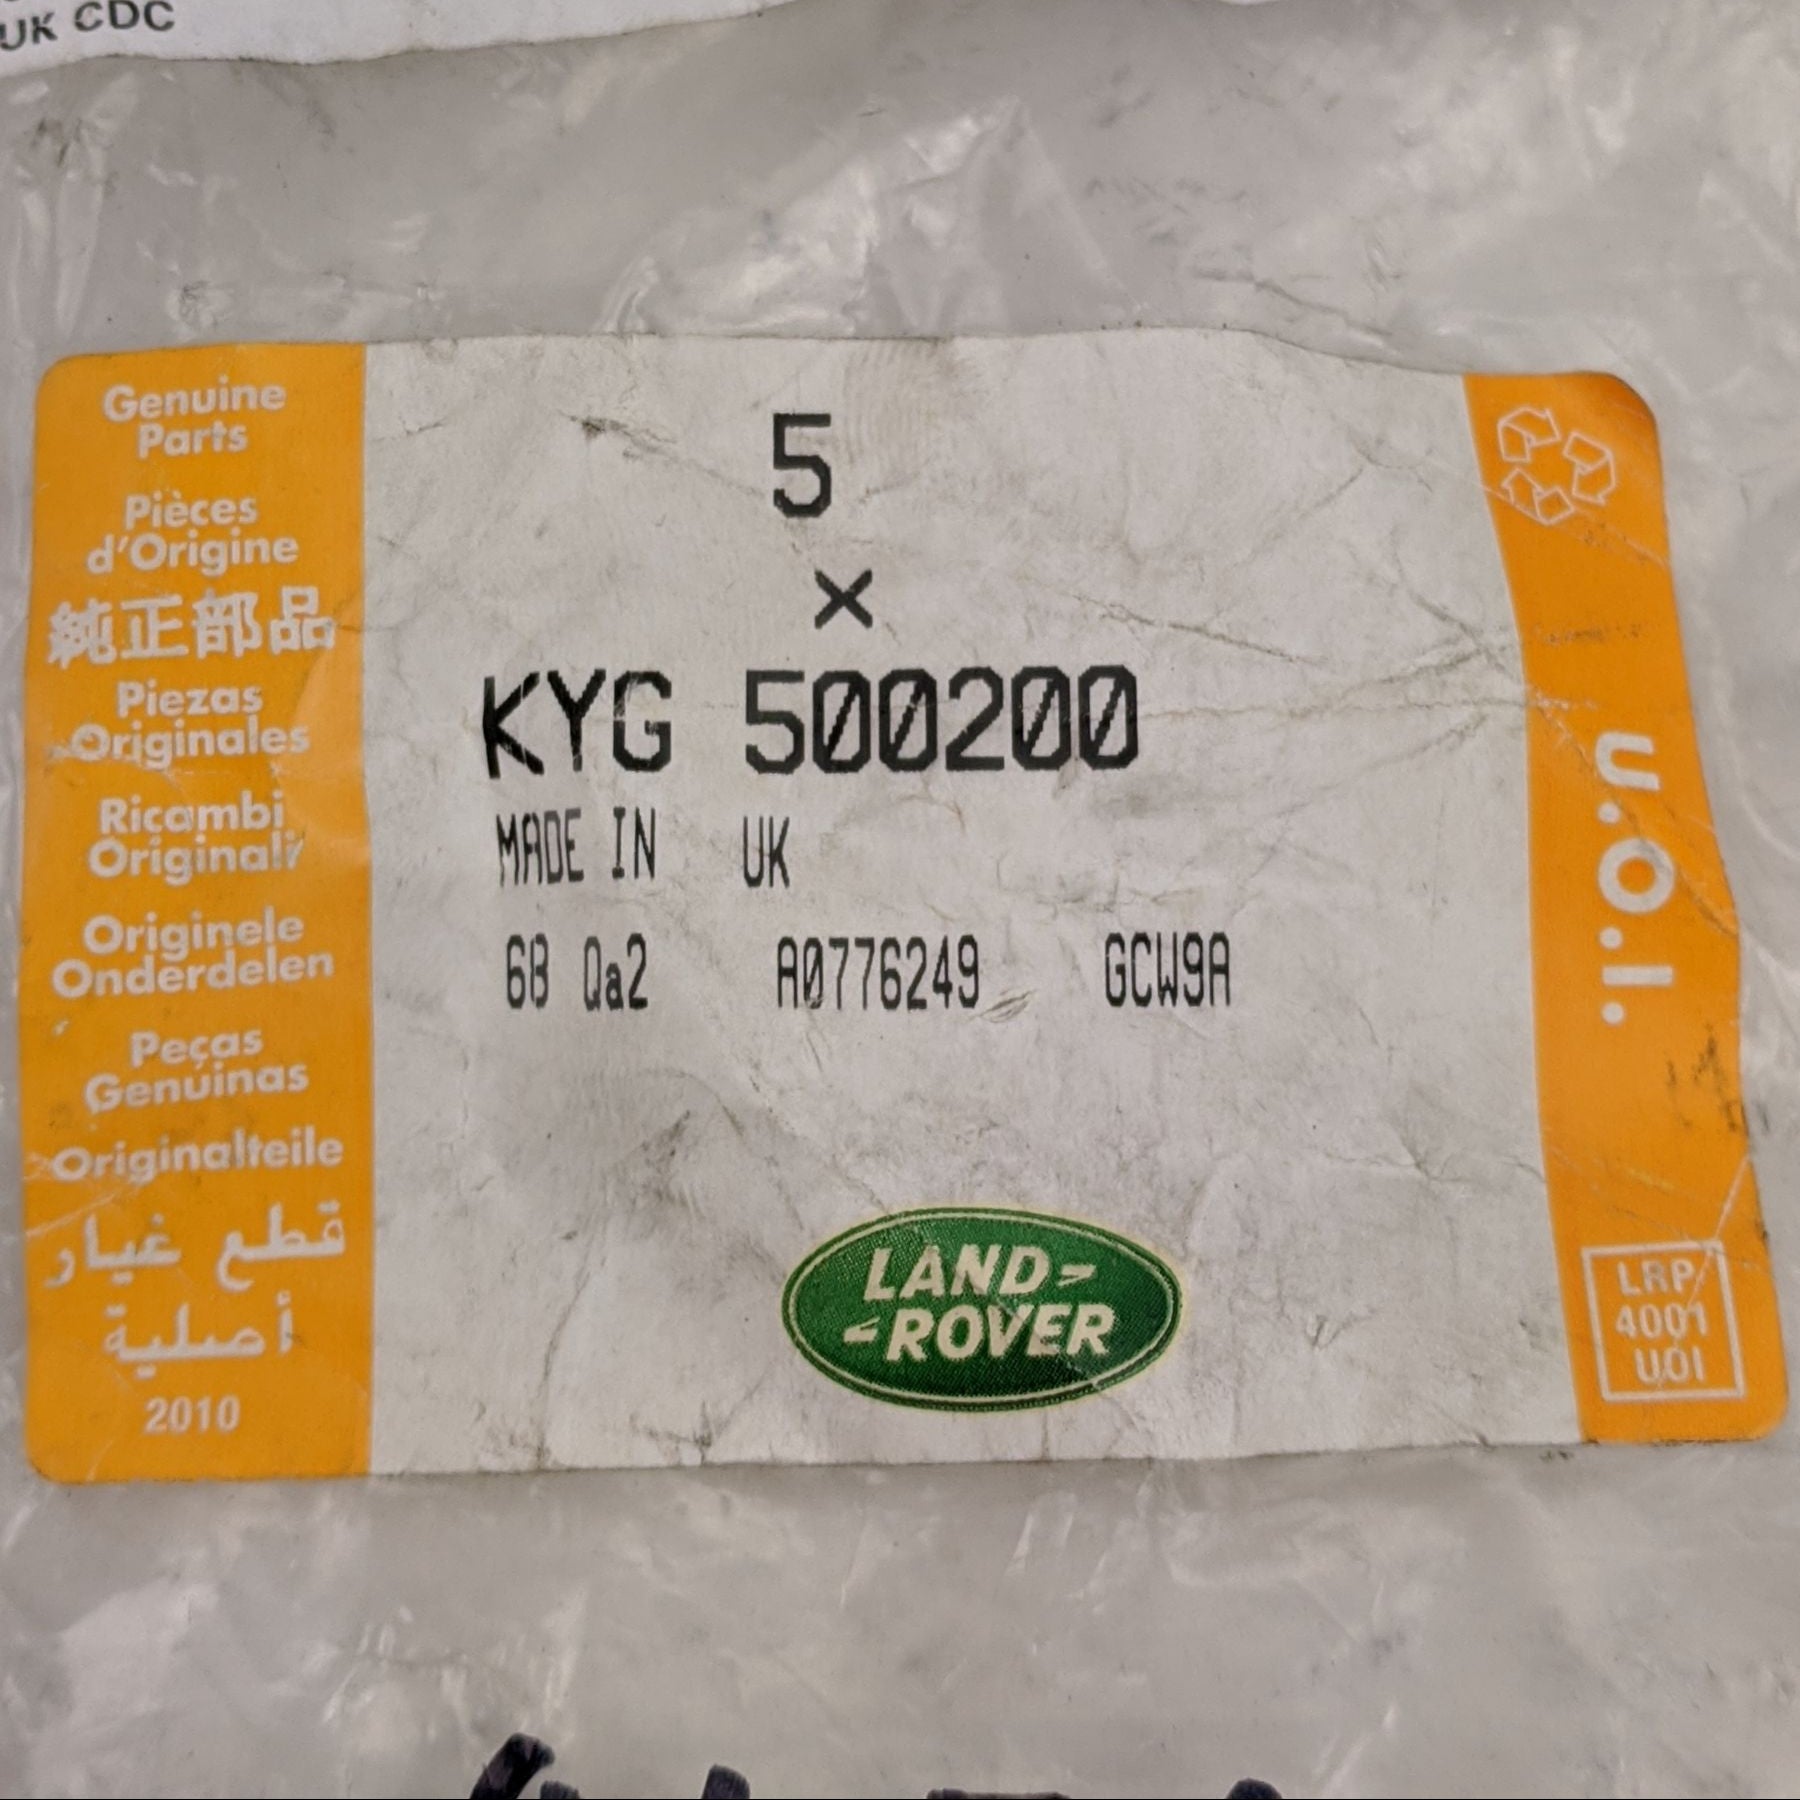 UK CDC
Genuine
Parts
Pièces
d'Origine
純正部品
Piezas
Originales
Ricambi
Originali
Originele
Onderdelen
Peças
Genuinas
Originalteile
قطع غيار
أصلية
2010
5
×
KYG 500200
MADE IN UK
6B Qa2 A0776249 GCW9A
LAND-
-ROVER
u.o.l.
LRP
4001
UOI